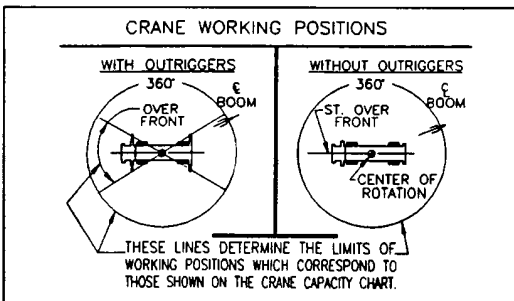 CRANE WORKING POSITIONS
WITH OUTRIGGERS
360°
℄
BOOM
OVER
FRONT
WITHOUT OUTRIGGERS
360°
℄
BOOM
ST. OVER
FRONT
CENTER OF
ROTATION
THESE LINES DETERMINE THE LIMITS OF
WORKING POSITIONS WHICH CORRESPOND TO
THOSE SHOWN ON THE CRANE CAPACITY CHART.